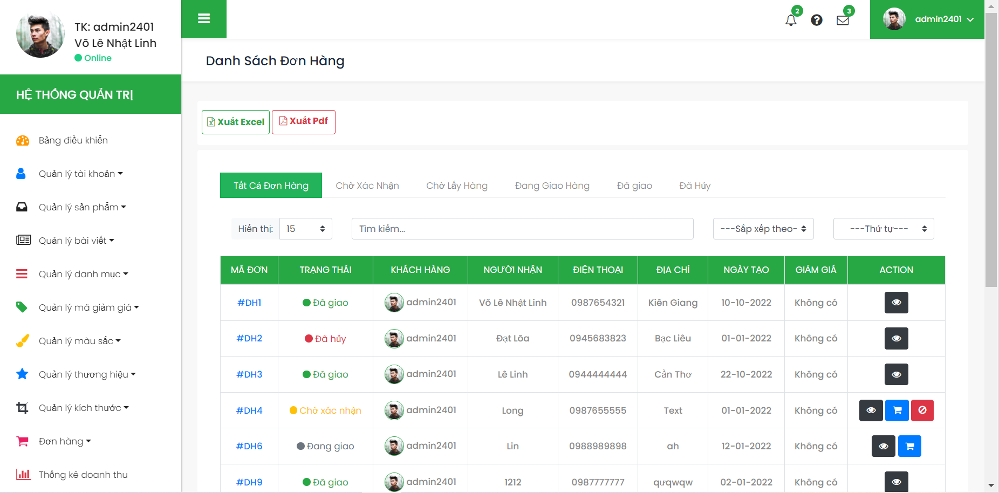 TK: admin2401
Võ Lê Nhật Linh
Online
HỆ THỐNG QUẢN TRỊ
Bảng điều khiển
Quản lý tài khoản
Quản lý sản phẩm
Quản lý bài viết
Quản lý danh mục
Quản lý mã giảm giá
Quản lý màu sắc
Quản lý thương hiệu
Quản lý kích thước
Đơn hàng
Thống kê doanh thu
2
3
admin2401
Danh Sách Đơn Hàng
Xuất Excel Xuất Pdf
Tất Cả Đơn Hàng Chờ Xác Nhận Chờ Lấy Hàng Đang Giao Hàng Đã giao Đã Hủy
Hiển thị: 15 Tìm kiếm... ---Sắp xếp theo- ---Thứ tự---
MÃ ĐƠN TRẠNG THÁI KHÁCH HÀNG NGƯỜI NHẬN ĐIỆN THOẠI ĐỊA CHỈ NGÀY TẠO GIẢM GIÁ ACTION
#DH1 Đã giao admin2401 Võ Lê Nhật Linh 0987654321 Kiên Giang 10-10-2022 Không có
#DH2 Đã hủy admin2401 Đạt Lõa 0945683823 Bạc Liêu 01-01-2022 Không có
#DH3 Đã giao admin2401 Lê Linh 0944444444 Cần Thơ 22-10-2022 Không có
#DH4 Chờ xác nhận admin2401 Long 0987655555 Text 01-01-2022 Không có
#DH6 Đang giao admin2401 Lin 0988989898 ah 12-01-2022 Không có
#DH9 Đã giao admin2401 1212 0987777777 qưqwqw 02-01-2022 Không có